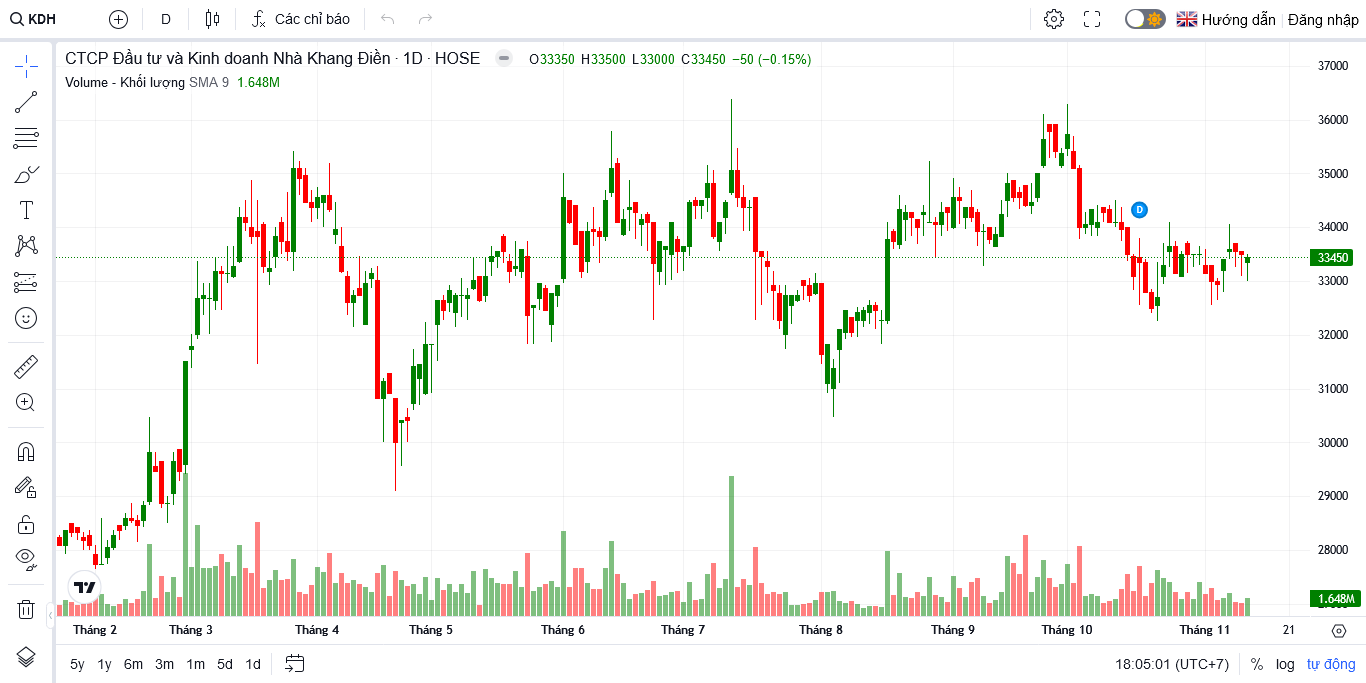 KDH
D
Các chỉ báo
Hướng dẫn
Đăng nhập
CTCP Đầu tư và Kinh doanh Nhà Khang Điền · 1D · HOSE
O33350 H33500 L33000 C33450 −50 (−0.15%)
Volume - Khối lượng SMA 9 1.648M
37000
36000
35000
34000
33450
33000
32000
31000
30000
29000
28000
1.648M
D
Tháng 2 Tháng 3 Tháng 4 Tháng 5 Tháng 6 Tháng 7 Tháng 8 Tháng 9 Tháng 10 Tháng 11 21
5y 1y 6m 3m 1m 5d 1d
18:05:01 (UTC+7) % log tự động